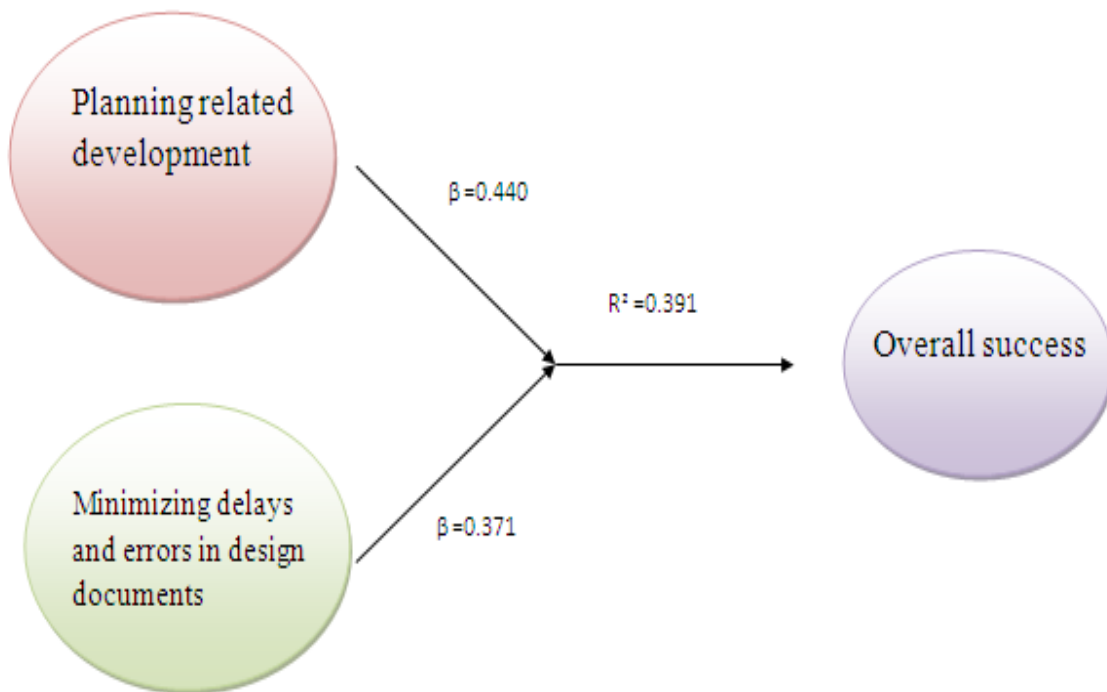 Planning related
development
β =0.440
R² =0.391
Overall success
Minimizing delays
and errors in design
documents
β =0.371